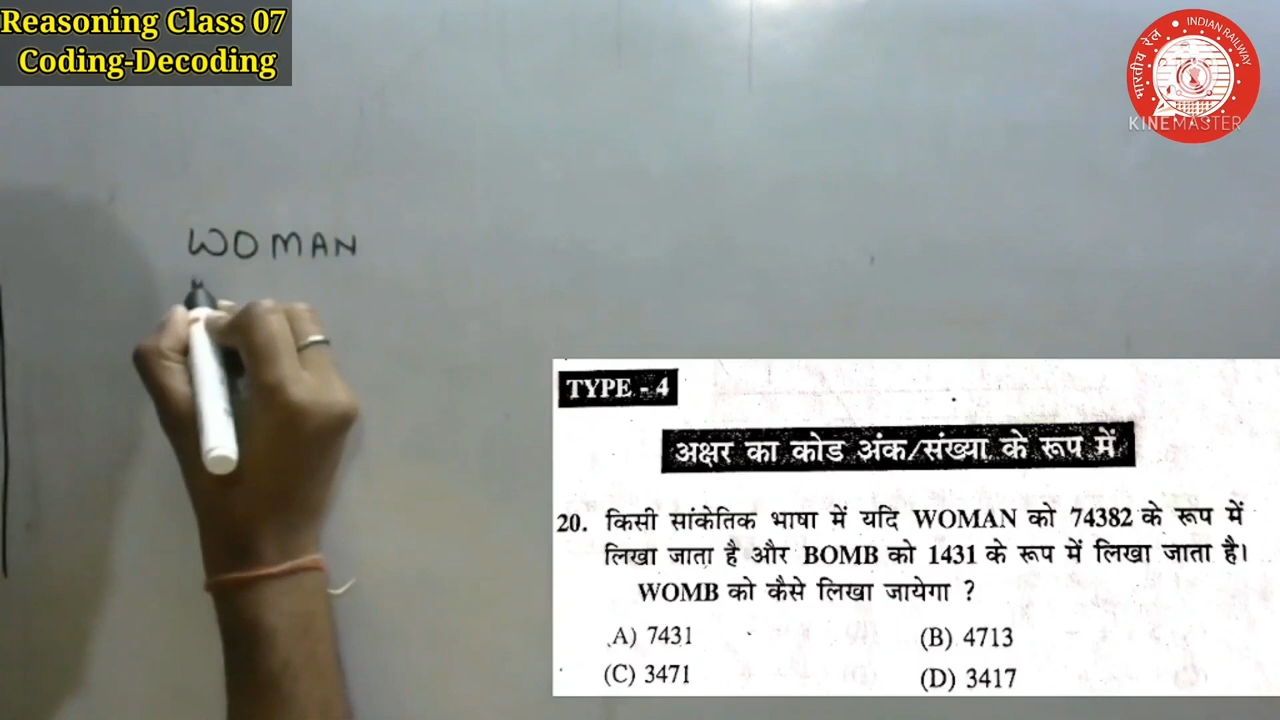 Reasoning Class 07
Coding-Decoding
भारतीय रेल
INDIAN RAILWAY
KINEMASTER
WOMAN
TYPE - 4
अक्षर का कोड अंक/संख्या के रूप में
20. किसी सांकेतिक भाषा में यदि WOMAN को 74382 के रूप में
लिखा जाता है और BOMB को 1431 के रूप में लिखा जाता है।
WOMB को कैसे लिखा जायेगा ?
A) 7431 (B) 4713
(C) 3471 (D) 3417